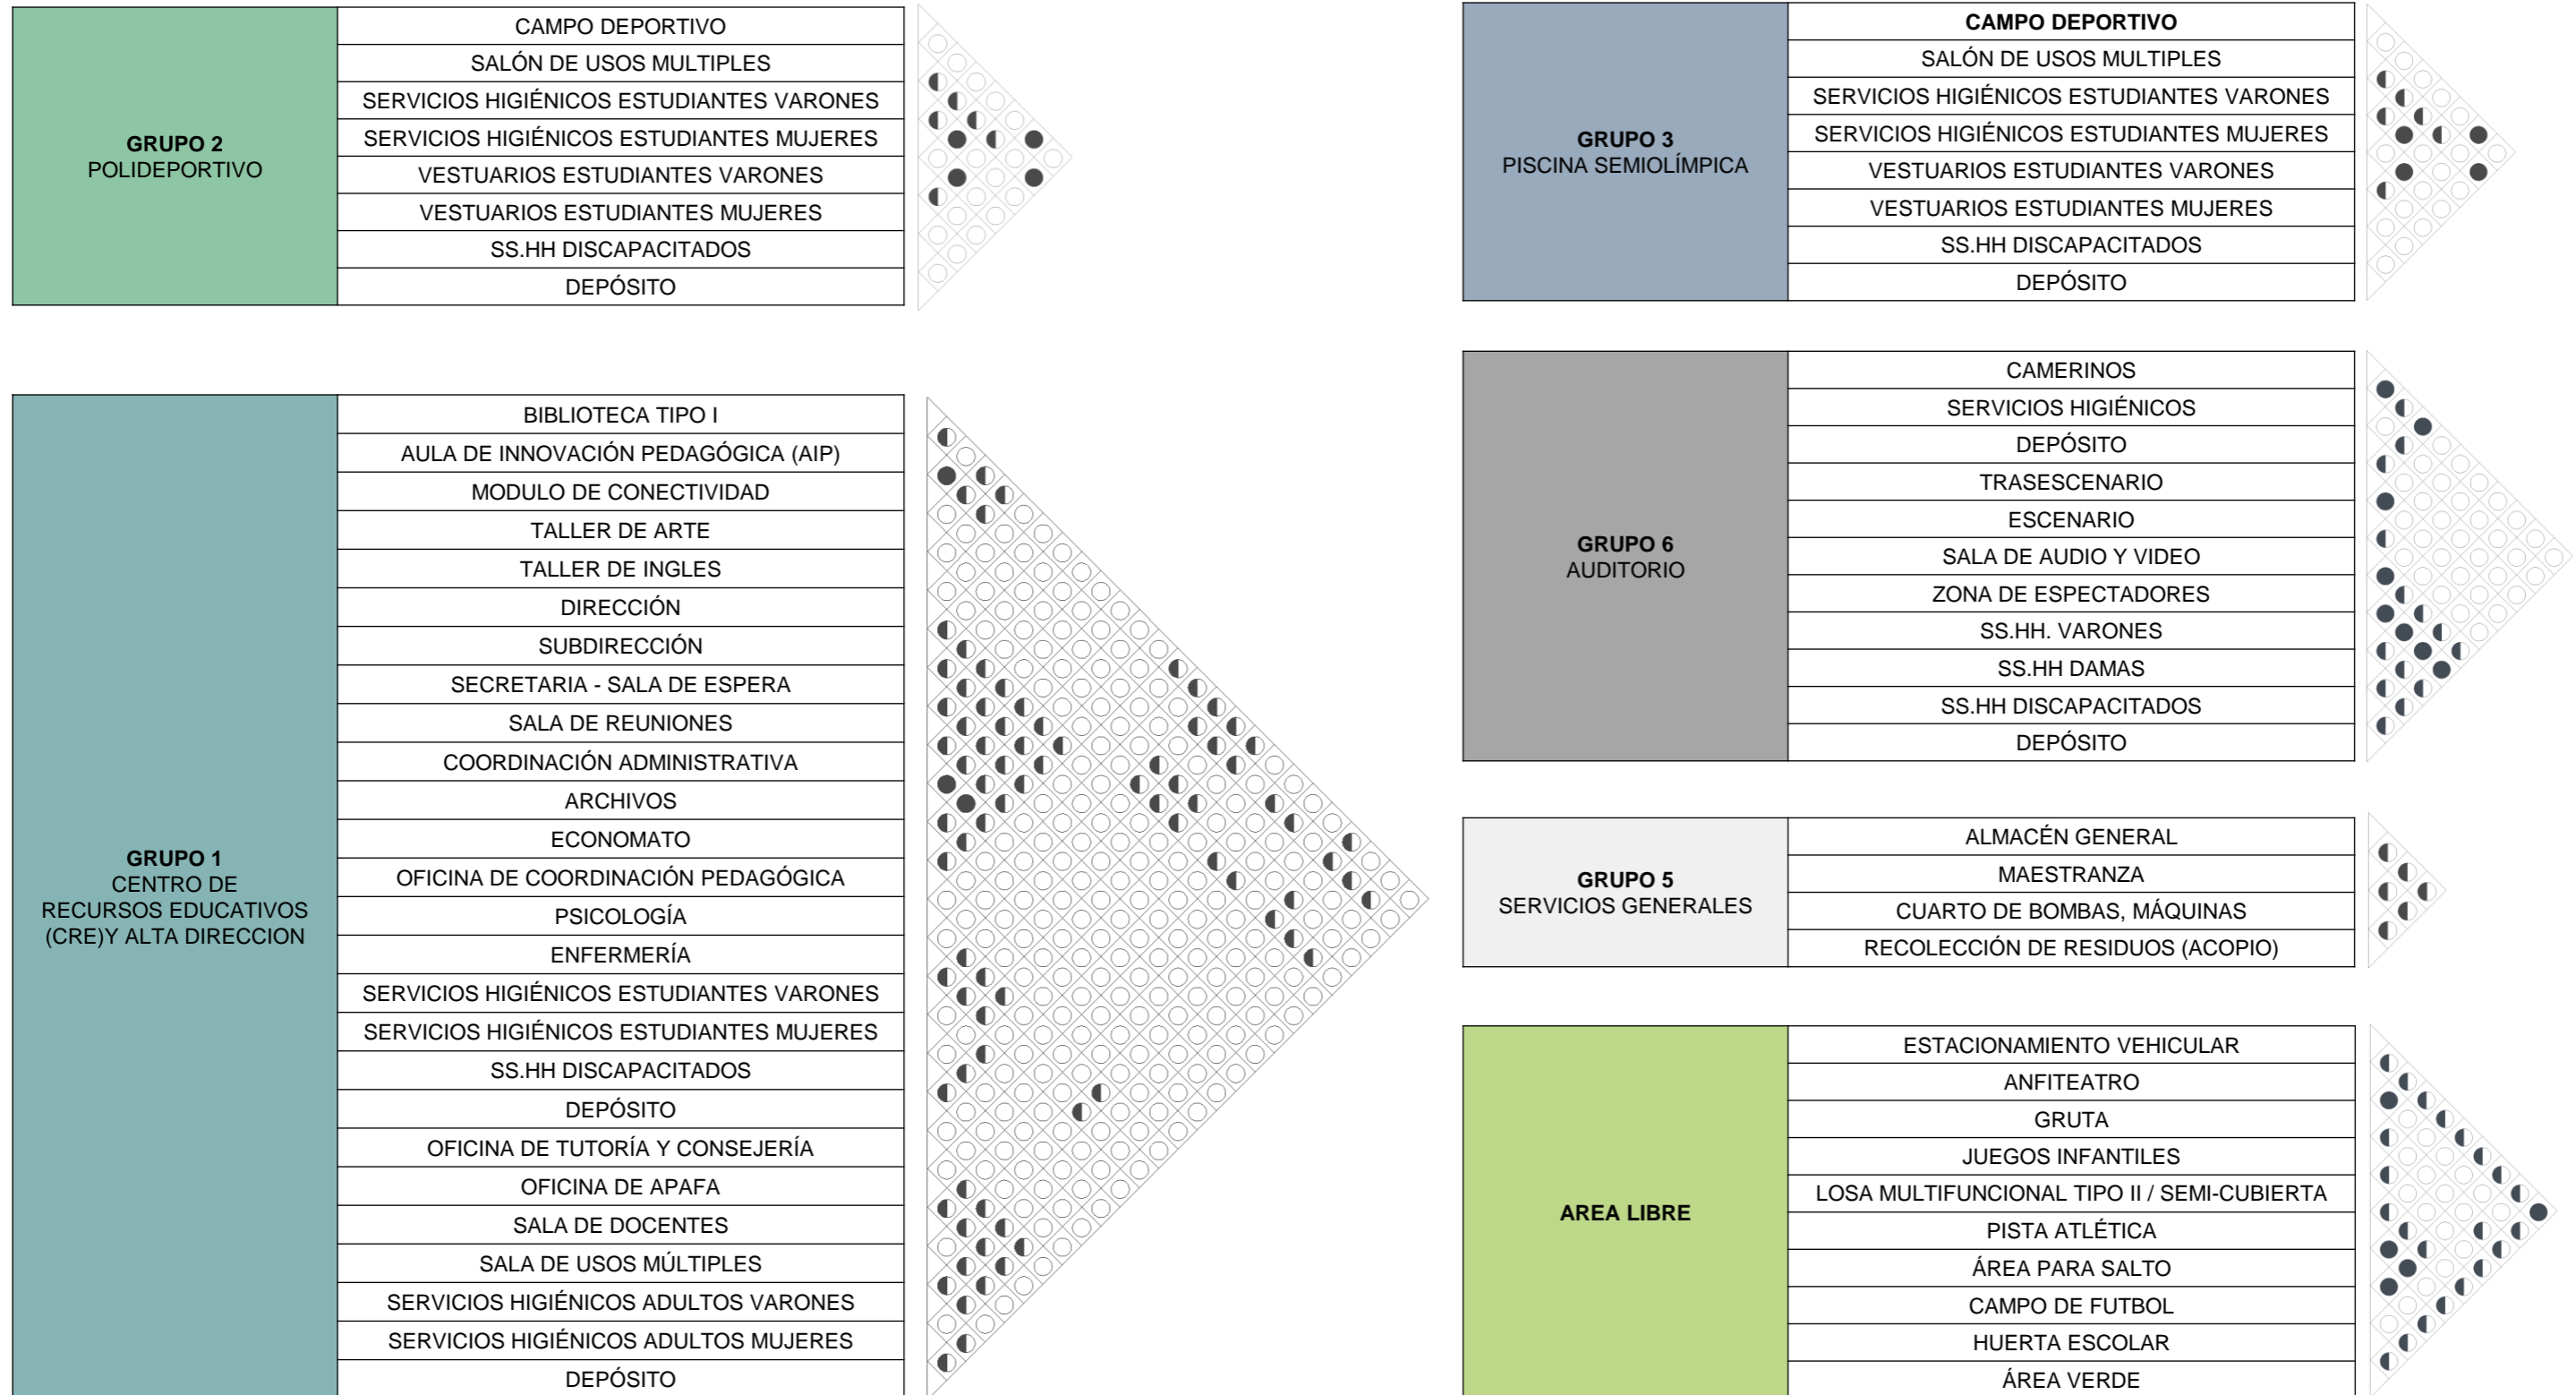 GRUPO 2
POLIDEPORTIVO
CAMPO DEPORTIVO
SALÓN DE USOS MULTIPLES
SERVICIOS HIGIÉNICOS ESTUDIANTES VARONES
SERVICIOS HIGIÉNICOS ESTUDIANTES MUJERES
VESTUARIOS ESTUDIANTES VARONES
VESTUARIOS ESTUDIANTES MUJERES
SS.HH DISCAPACITADOS
DEPÓSITO
GRUPO 1
CENTRO DE
RECURSOS EDUCATIVOS
(CRE)Y ALTA DIRECCION
BIBLIOTECA TIPO I
AULA DE INNOVACIÓN PEDAGÓGICA (AIP)
MODULO DE CONECTIVIDAD
TALLER DE ARTE
TALLER DE INGLES
DIRECCIÓN
SUBDIRECCIÓN
SECRETARIA - SALA DE ESPERA
SALA DE REUNIONES
COORDINACIÓN ADMINISTRATIVA
ARCHIVOS
ECONOMATO
OFICINA DE COORDINACIÓN PEDAGÓGICA
PSICOLOGÍA
ENFERMERÍA
SERVICIOS HIGIÉNICOS ESTUDIANTES VARONES
SERVICIOS HIGIÉNICOS ESTUDIANTES MUJERES
SS.HH DISCAPACITADOS
DEPÓSITO
OFICINA DE TUTORÍA Y CONSEJERÍA
OFICINA DE APAFA
SALA DE DOCENTES
SALA DE USOS MÚLTIPLES
SERVICIOS HIGIÉNICOS ADULTOS VARONES
SERVICIOS HIGIÉNICOS ADULTOS MUJERES
DEPÓSITO
GRUPO 3
PISCINA SEMIOLÍMPICA
CAMPO DEPORTIVO
SALÓN DE USOS MULTIPLES
SERVICIOS HIGIÉNICOS ESTUDIANTES VARONES
SERVICIOS HIGIÉNICOS ESTUDIANTES MUJERES
VESTUARIOS ESTUDIANTES VARONES
VESTUARIOS ESTUDIANTES MUJERES
SS.HH DISCAPACITADOS
DEPÓSITO
GRUPO 6
AUDITORIO
CAMERINOS
SERVICIOS HIGIÉNICOS
DEPÓSITO
TRASESCENARIO
ESCENARIO
SALA DE AUDIO Y VIDEO
ZONA DE ESPECTADORES
SS.HH. VARONES
SS.HH DAMAS
SS.HH DISCAPACITADOS
DEPÓSITO
GRUPO 5
SERVICIOS GENERALES
ALMACÉN GENERAL
MAESTRANZA
CUARTO DE BOMBAS, MÁQUINAS
RECOLECCIÓN DE RESIDUOS (ACOPIO)
AREA LIBRE
ESTACIONAMIENTO VEHICULAR
ANFITEATRO
GRUTA
JUEGOS INFANTILES
LOSA MULTIFUNCIONAL TIPO II / SEMI-CUBIERTA
PISTA ATLÉTICA
ÁREA PARA SALTO
CAMPO DE FUTBOL
HUERTA ESCOLAR
ÁREA VERDE